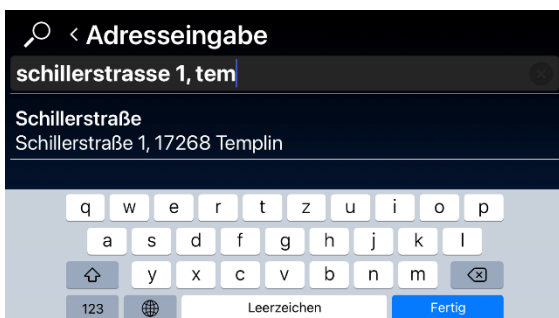 < Adresseingabe
schillerstrasse 1, tem
Schillerstraße
Schillerstraße 1, 17268 Templin
q w e r t z u i o p
a s d f g h j k l
y x c v b n m
123 Leerzeichen Fertig